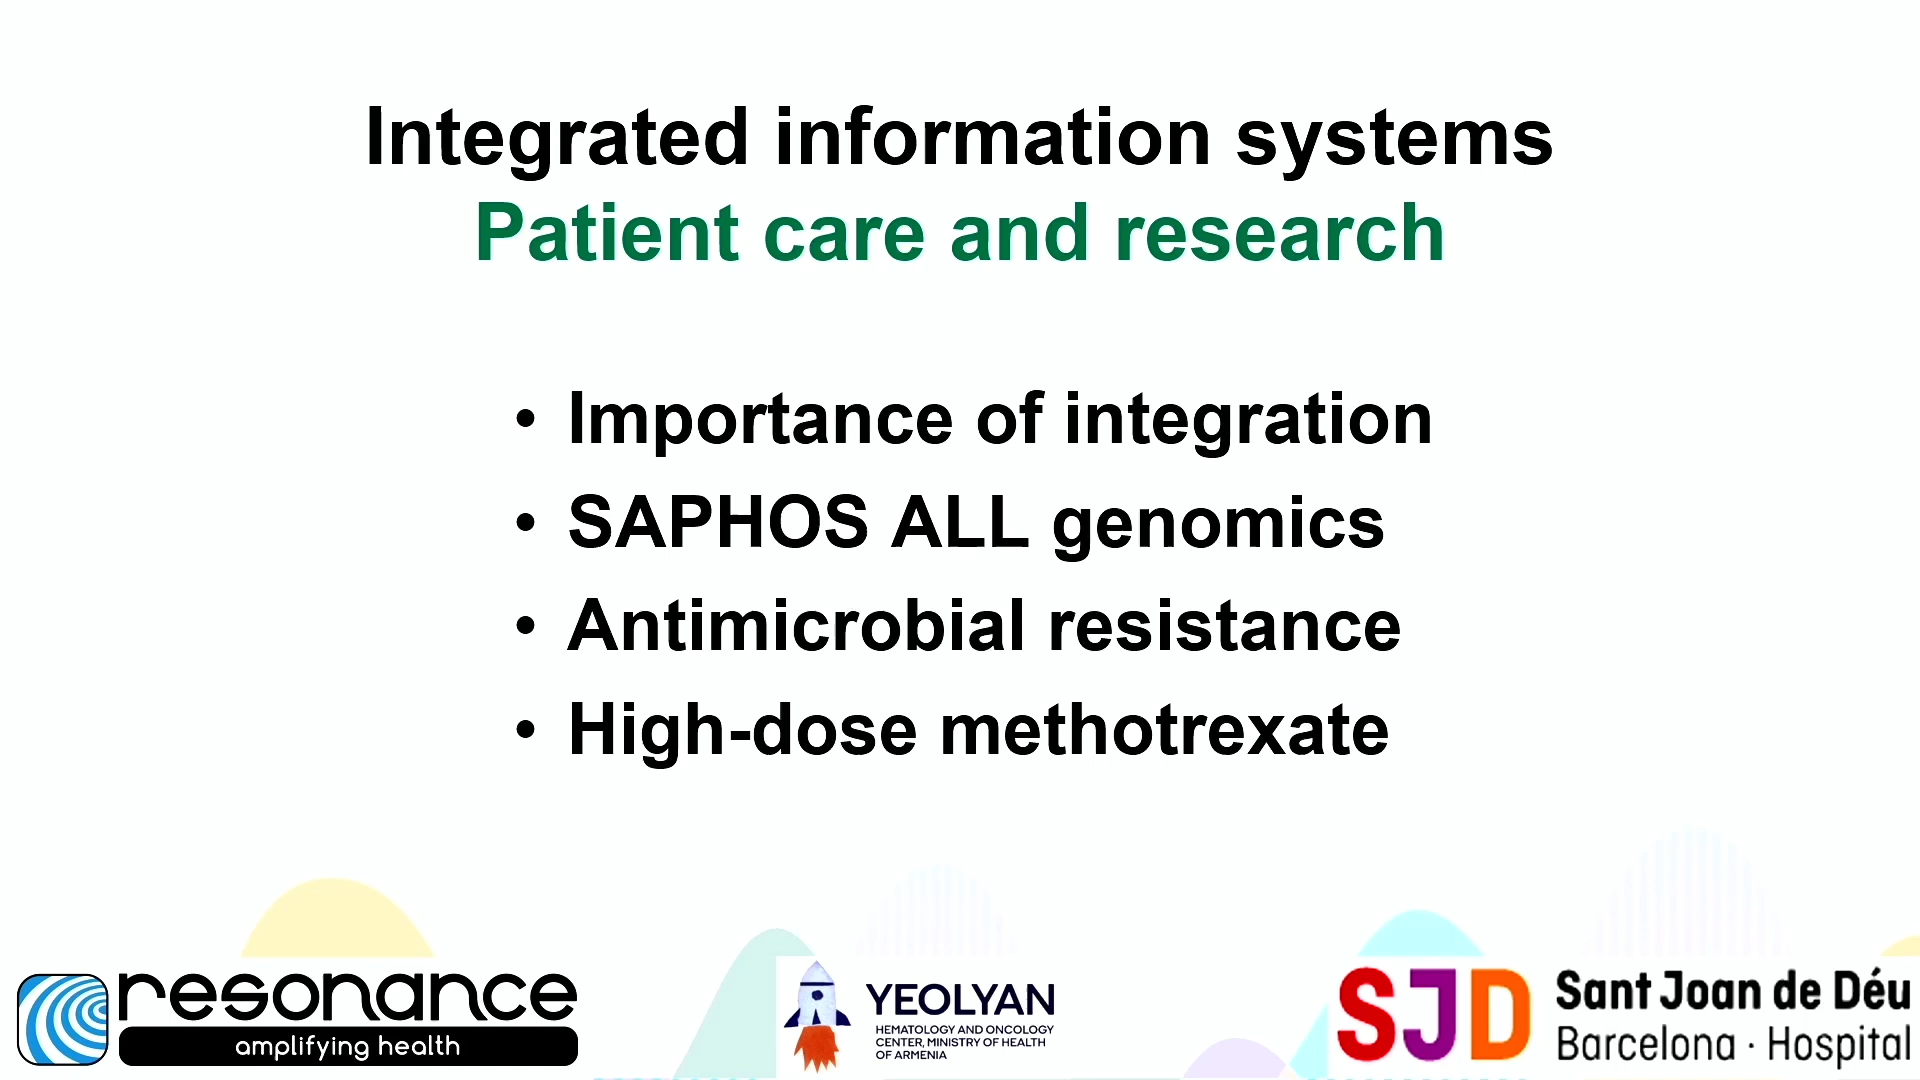 Integrated information systems
Patient care and research
• Importance of integration
• SAPHOS ALL genomics
• Antimicrobial resistance
• High-dose methotrexate
resonance
amplifying health
YEOLYAN
HEMATOLOGY AND ONCOLOGY
CENTER, MINISTRY OF HEALTH
OF ARMENIA
SJD
Sant Joan de Déu
Barcelona · Hospital